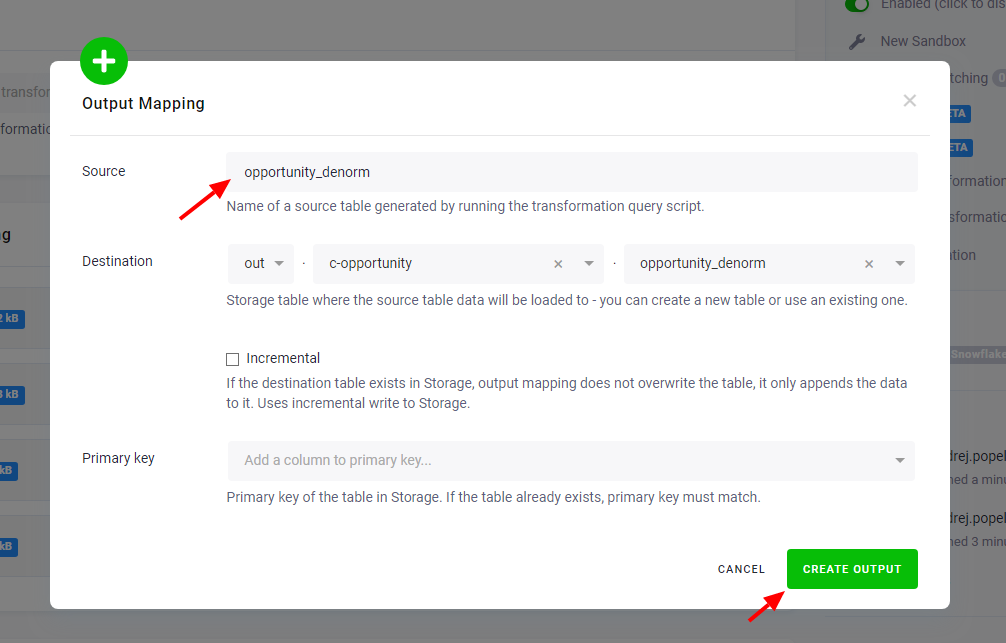 Enabled (click to dis
New Sandbox
transfor
tching 0
Output Mapping
ETA
formatic
Source
opportunity_denorm
ETA
Name of a source table generated by running the transformation query script.
formation
sformation
g
Destination
out · c-opportunity × · opportunity_denorm ×
tion
Storage table where the source table data will be loaded to - you can create a new table or use an existing one.
2 kB
Incremental
Snowflake
If the destination table exists in Storage, output mapping does not overwrite the table, it only appends the data
to it. Uses incremental write to Storage.
kB
Primary key
Add a column to primary key...
drej.popel
kB
ned a minu
Primary key of the table in Storage. If the table already exists, primary key must match.
drej.popel
kB
ned 3 minu
CANCEL
CREATE OUTPUT